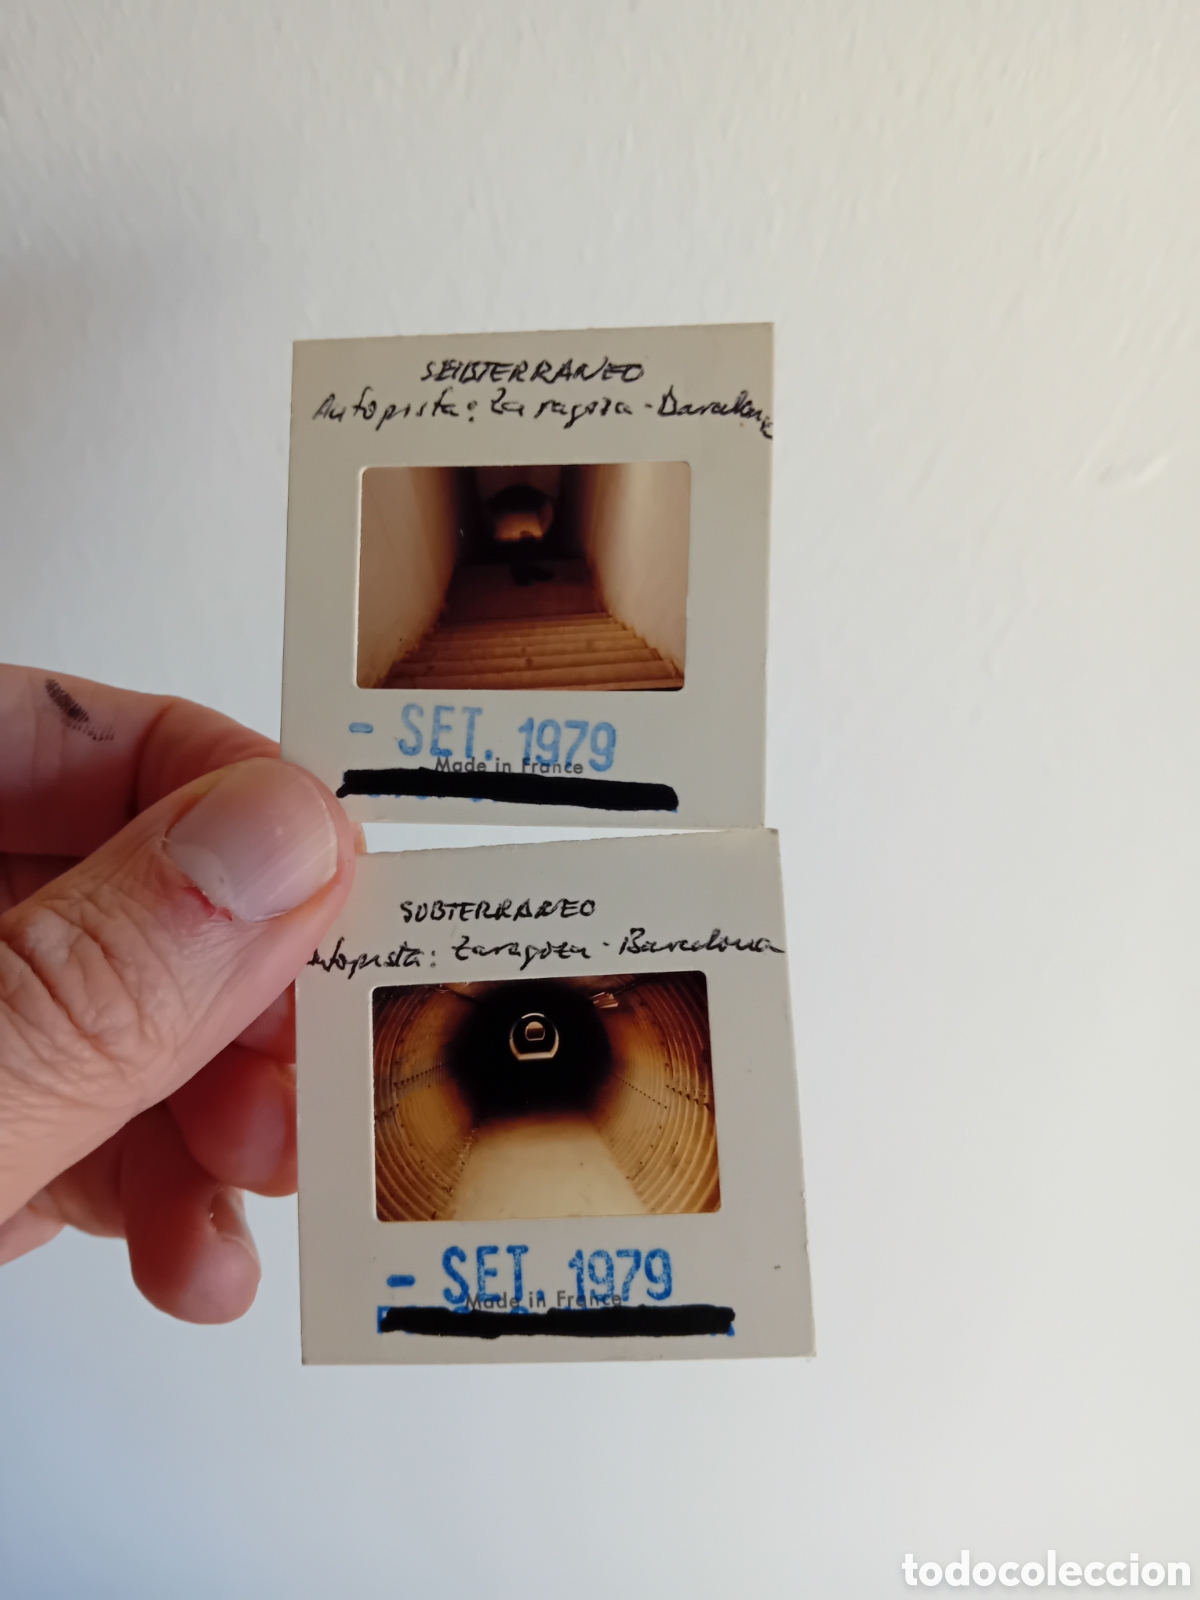 SUBTERRANEO
Autopista: Zaragoza - Barcelona
- SET. 1979
Made in France
SUBTERRANEO
Autopista: Zaragoza - Barcelona
- SET. 1979
Made in France
todocoleccion